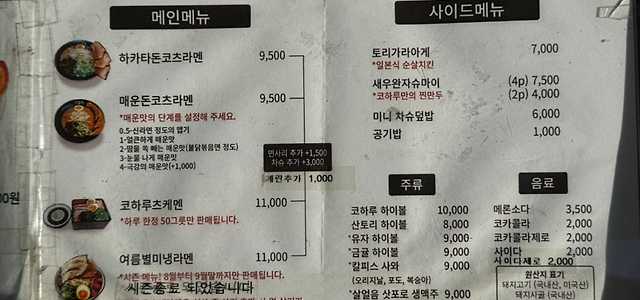 메인메뉴
하카타돈코츠라멘 9,500
매운돈코츠라멘 9,500
*매운맛의 단계를 설정해 주세요.
0.5-신라면 정도의 맵기
1-얼큰하게 매운맛
2-땀을 쏙 빼는 매운맛(불닭볶음면 정도)
3-눈물 나게 매운맛
4-극강의 매운맛(+1,000)
면사리 추가 +1,500
차슈 추가 +3,000
계란추가 1,000
코하루츠케멘 11,000
*하루 한정 50그릇만 판매됩니다.
여름별미냉라멘 11,000
*시즌 메뉴! 8월부터 9월말까지만 판매됩니다.
시즌종료 되었습니다
00원
사이드메뉴
토리가라아게 7,000
*일본식 순살치킨
새우완자슈마이 (4p) 7,500
*코하루만의 찐만두 (2p) 4,000
미니 차슈덮밥 6,000
공기밥 1,000
주류
코하루 하이볼 10,000
산토리 하이볼 8,000
*유자 하이볼 9,000
*금귤 하이볼 9,000
*칼피스 사와 9,000
(오리지날, 포도, 복숭아)
*살얼음 삿포로 생맥주 9,000
음료
메론소다 3,500
코카콜라 2,000
코카콜라제로 2,000
사이다 2,000
사이다제로 2,000
원산지 표기
돼지고기 (국내산, 미국산)
돼지사골 (국내산)